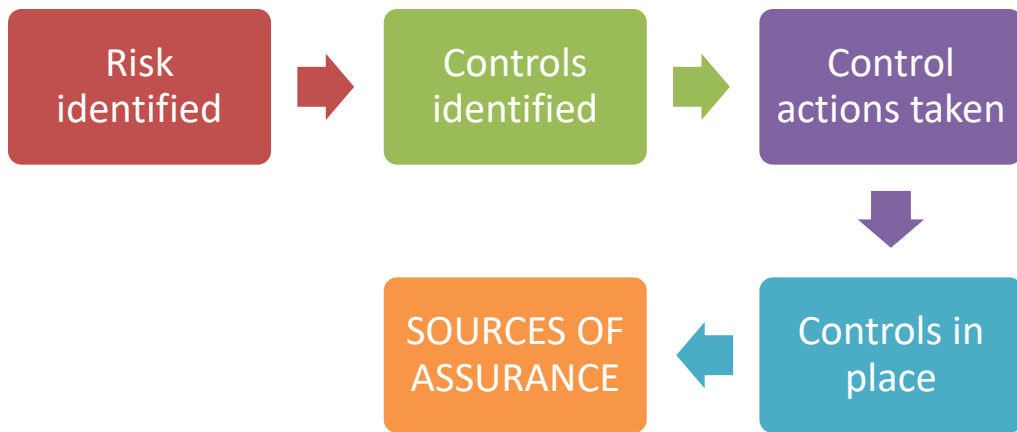 Risk
identified
Controls
identified
Control
actions taken
Controls in
place
SOURCES OF
ASSURANCE